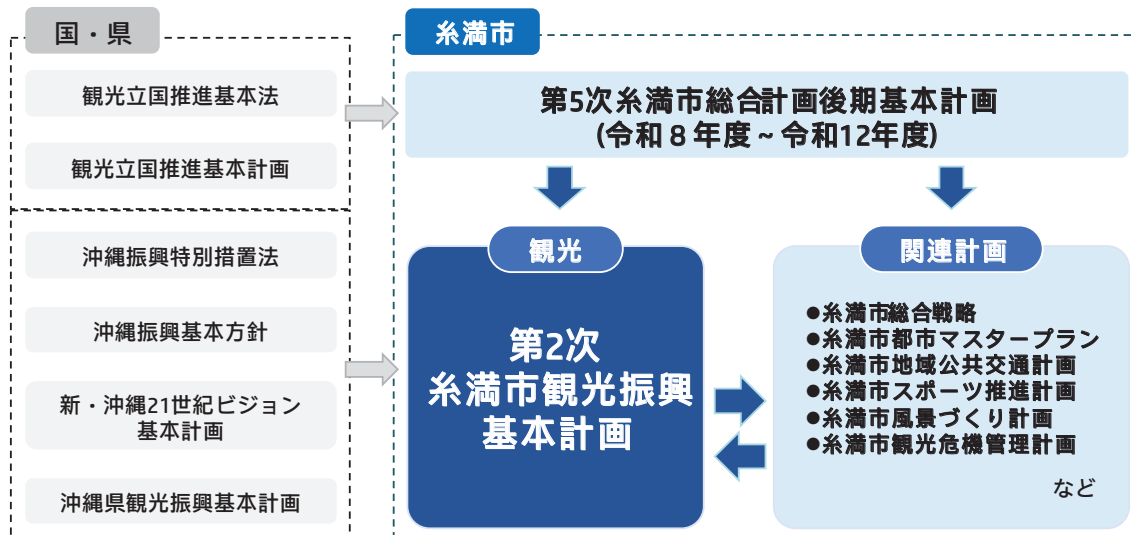 国・県
観光立国推進基本法
観光立国推進基本計画
沖縄振興特別措置法
沖縄振興基本方針
新・沖縄21世紀ビジョン
基本計画
沖縄県観光振興基本計画
糸満市
第5次糸満市総合計画後期基本計画
(令和８年度~令和12年度)
観光
第2次
糸満市観光振興
基本計画
関連計画
●糸満市総合戦略
●糸満市都市マスタープラン
●糸満市地域公共交通計画
●糸満市スポーツ推進計画
●糸満市風景づくり計画
●糸満市観光危機管理計画
など